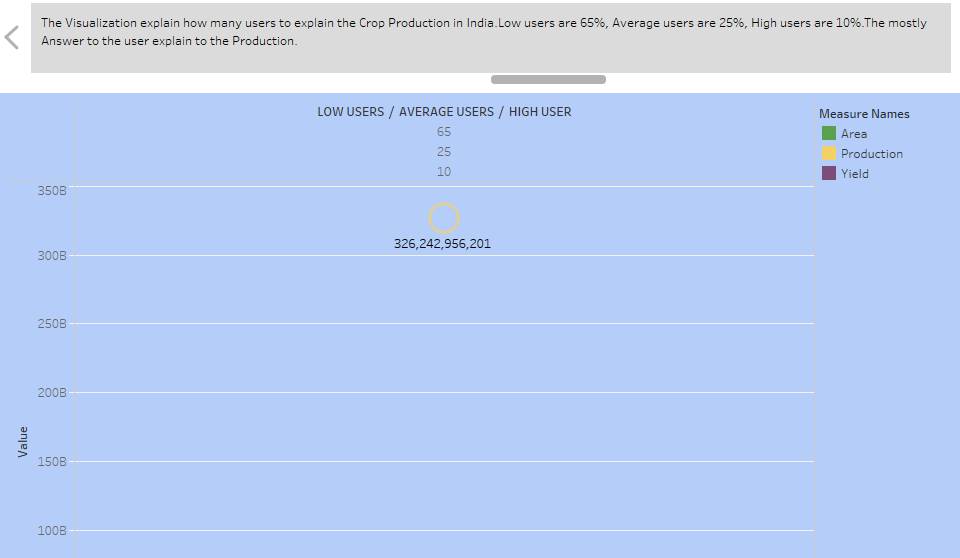 The Visualization explain how many users to explain the Crop Production in India.Low users are 65%, Average users are 25%, High users are 10%.The mostly
Answer to the user explain to the Production.
LOW USERS / AVERAGE USERS / HIGH USER
65
25
10
Measure Names
Area
Production
Yield
350B
326,242,956,201
300B
250B
200B
Value
150B
100B